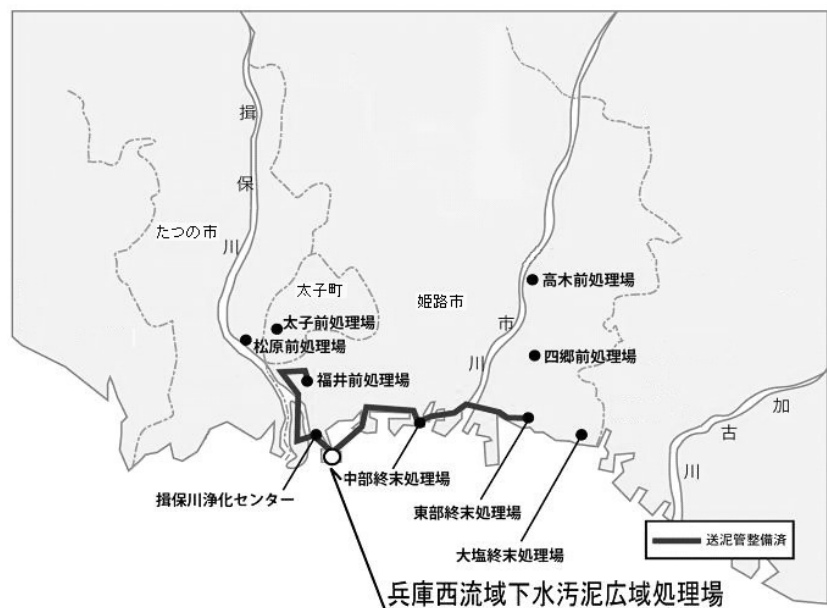 揖保川
たつの市
太子町
姫路市
市川
高木前処理場
太子前処理場
松原前処理場
四郷前処理場
福井前処理場
加古川
中部終末処理場
揖保川浄化センター
東部終末処理場
大塩終末処理場
送泥管整備済
兵庫西流域下水汚泥広域処理場